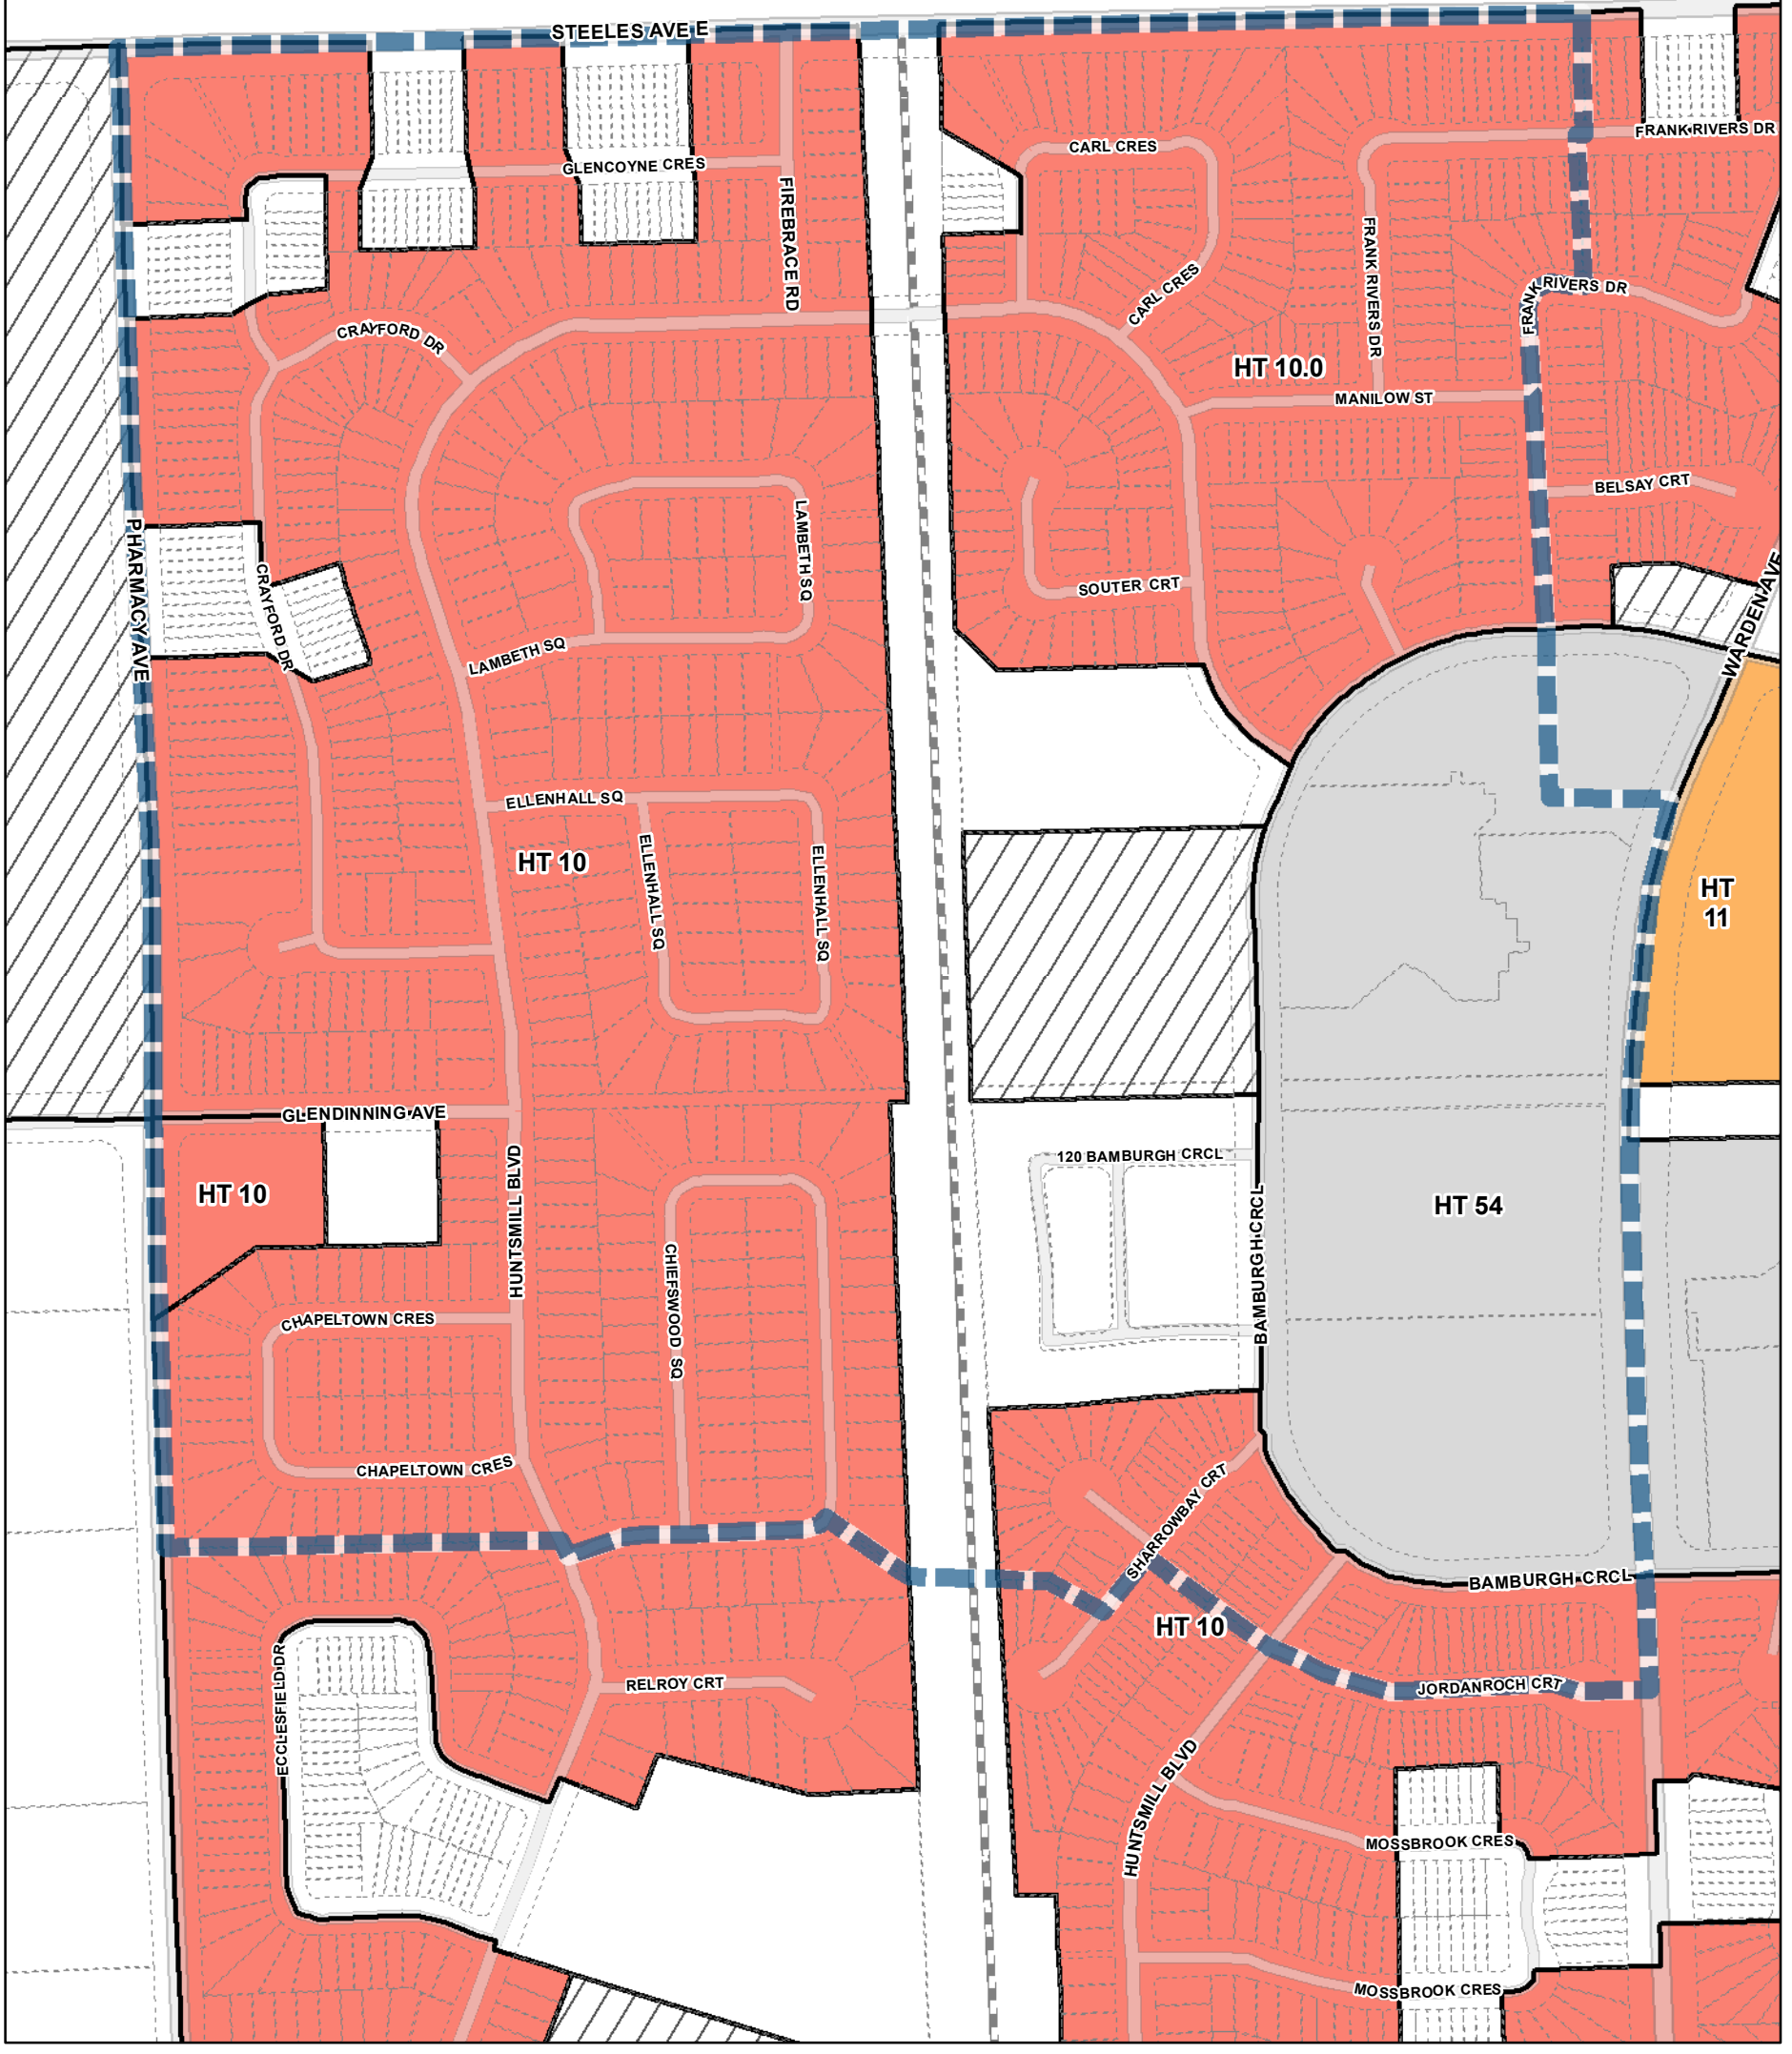 STEELES AVE E
FRANK RIVERS DR
CARL CRES
GLENCOYNE CRES
FIREBRACE RD
FRANK RIVERS DR
CARL CRES
FRANK RIVERS DR
CRAYFORD DR
HT 10.0
MANILOW ST
BELSAY CRT
LAMBETH SQ
PHARMACY AVE
CRAYFORD DR
SOUTER CRT
WARDEN AVE
LAMBETH SQ
ELLENHALL SQ
HT 10
ELLENHALL SQ
ELLENHALL SQ
HT
11
GLENDINNING AVE
120 BAMBURGH CRCL
HUNTSMILL BLVD
HT 10
HT 54
BAMBURGH CRCL
CHIEFSWOOD SQ
CHAPELTOWN CRES
CHAPELTOWN CRES
SHARROWBAY CRT
BAMBURGH CRCL
HT 10
ECCLESFIELD DR
RELROY CRT
JORDANROCH CRT
HUNTSMILL BLVD
MOSSBROOK CRES
MOSSBROOK CRES